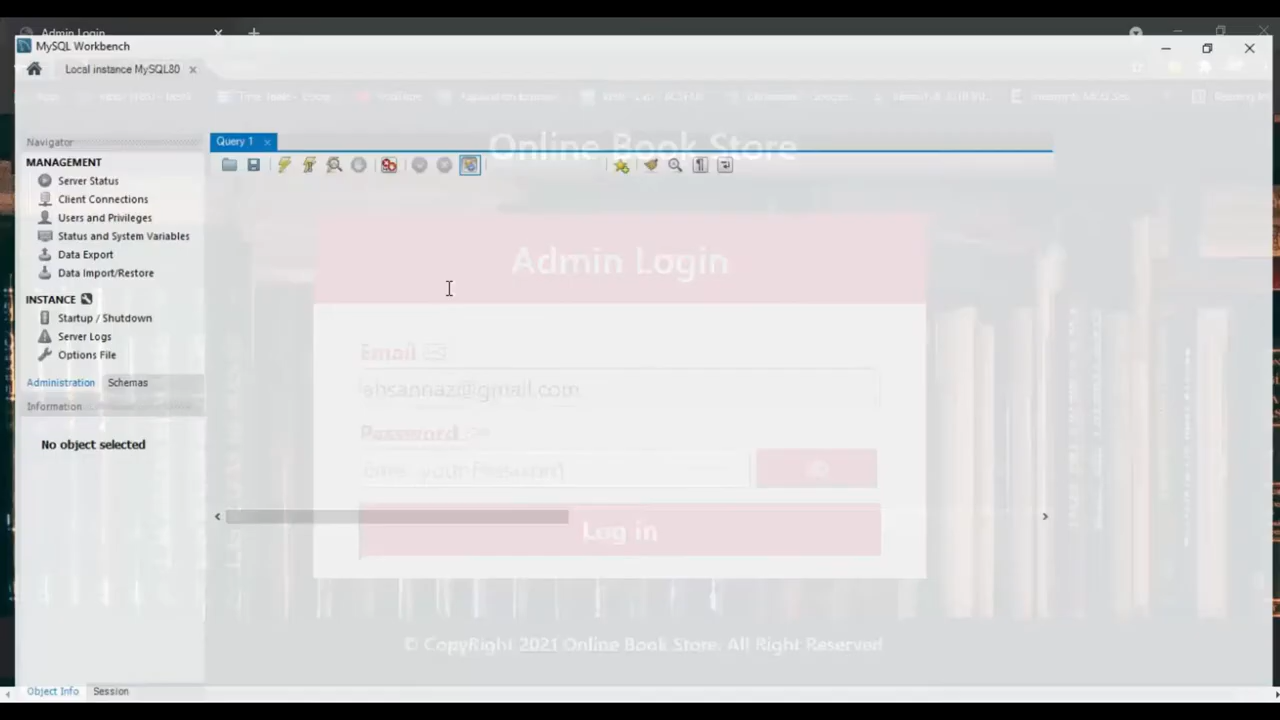 Admin Login
MySQL Workbench
Local instance MySQL80
Navigator
MANAGEMENT
Server Status
Client Connections
Users and Privileges
Status and System Variables
Data Export
Data Import/Restore
INSTANCE
Startup / Shutdown
Server Logs
Options File
Administration Schemas
Information
No object selected
Object Info Session
Query 1
Online Book Store
Admin Login
Email
ahsannaz@gmail.com
Password
Enter your Password
Log in
© CopyRight 2021 Online Book Store. All Right Reserved